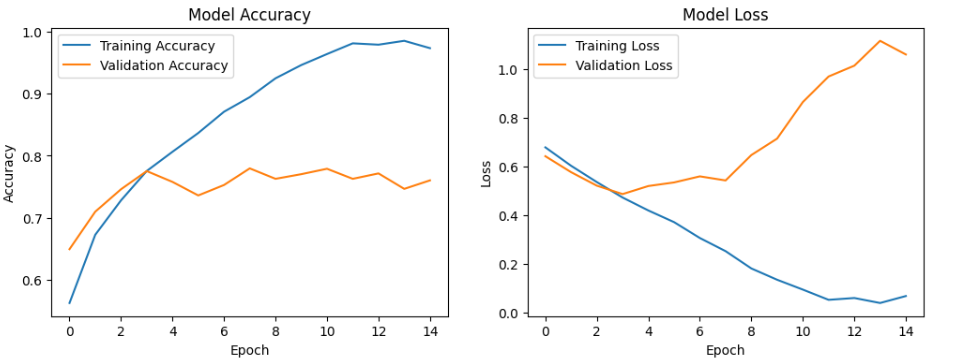 Model Accuracy
Training Accuracy
Validation Accuracy
1.0
0.9
0.8
0.7
0.6
Accuracy
0 2 4 6 8 10 12 14
Epoch
Model Loss
Training Loss
Validation Loss
1.0
0.8
0.6
0.4
0.2
0.0
Loss
0 2 4 6 8 10 12 14
Epoch